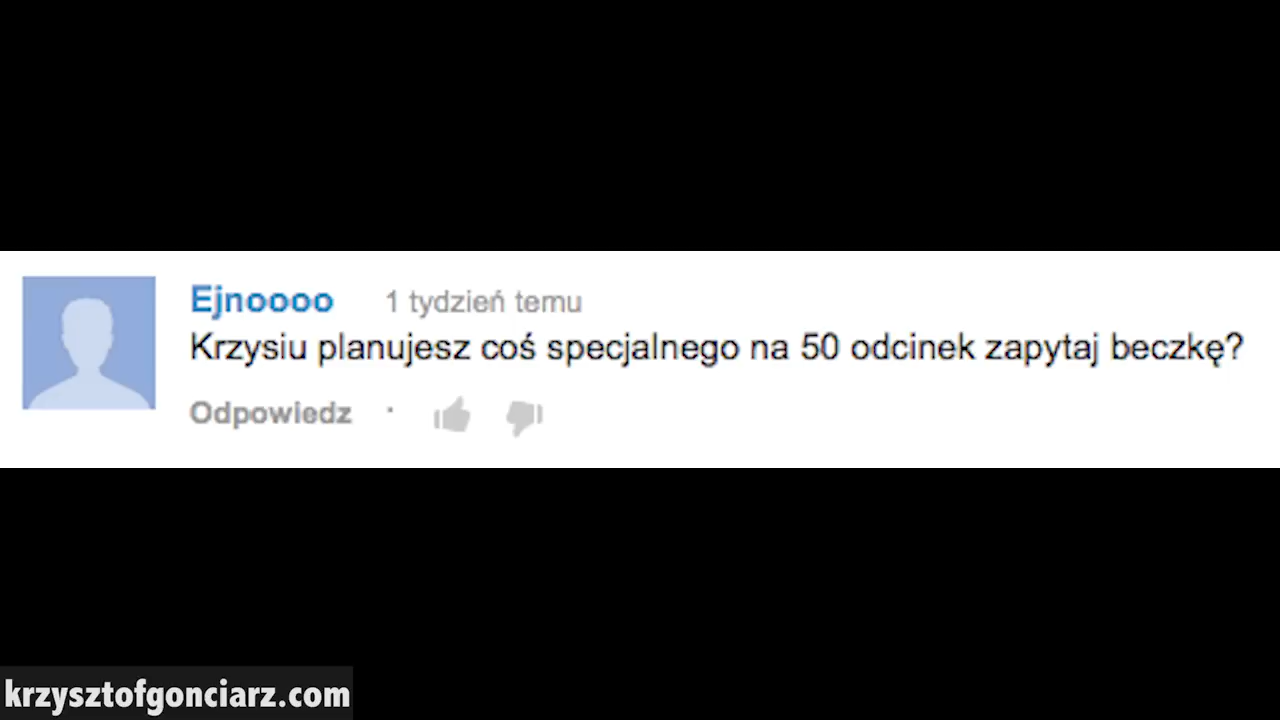 Ejnoooo 1 tydzień temu
Krzysiu planujesz coś specjalnego na 50 odcinek zapytaj beczkę?
Odpowiedz ·
krzysztofgonciarz.com